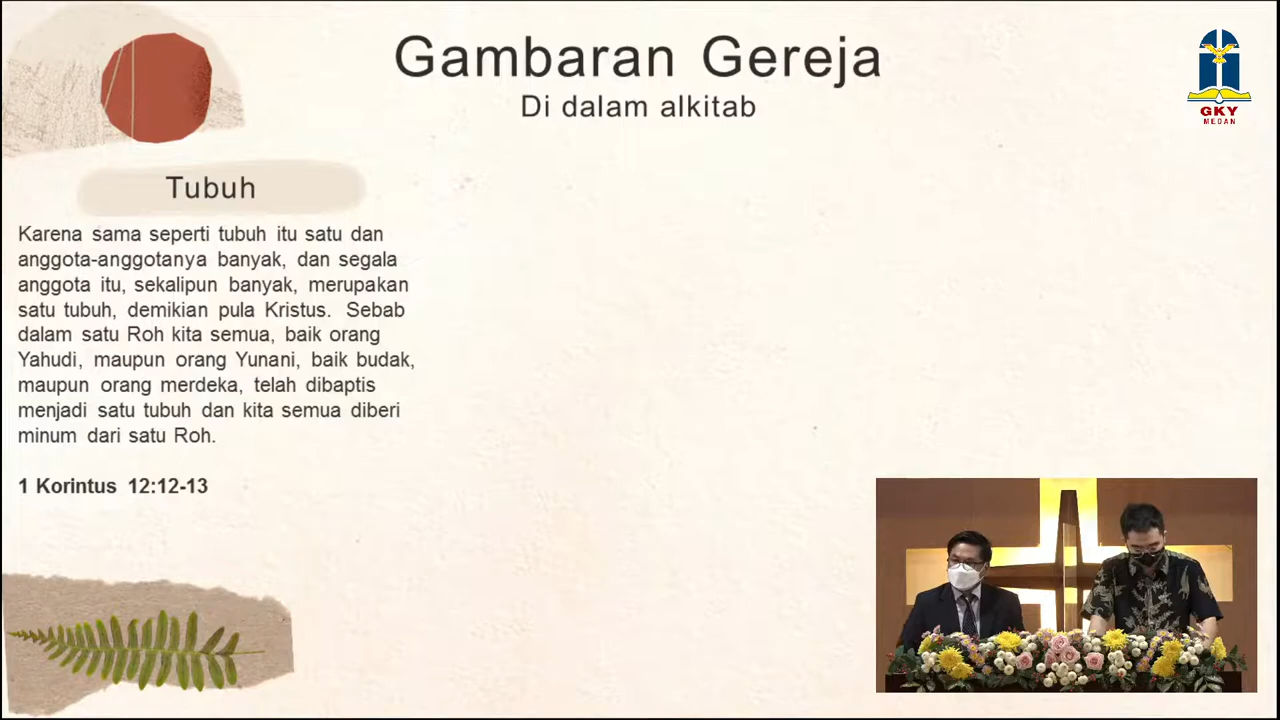 Gambaran Gereja
Di dalam alkitab
GKY
MEDAN
Tubuh
Karena sama seperti tubuh itu satu dan
anggota-anggotanya banyak, dan segala
anggota itu, sekalipun banyak, merupakan
satu tubuh, demikian pula Kristus. Sebab
dalam satu Roh kita semua, baik orang
Yahudi, maupun orang Yunani, baik budak,
maupun orang merdeka, telah dibaptis
menjadi satu tubuh dan kita semua diberi
minum dari satu Roh.
1 Korintus 12:12-13